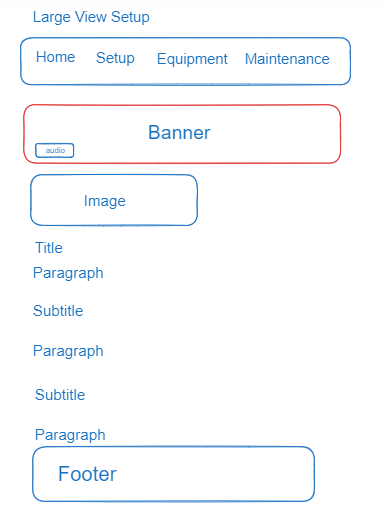 Large View Setup
Home Setup Equipment Maintenance
Banner
audio
Image
Title
Paragraph
Subtitle
Paragraph
Subtitle
Paragraph
Footer